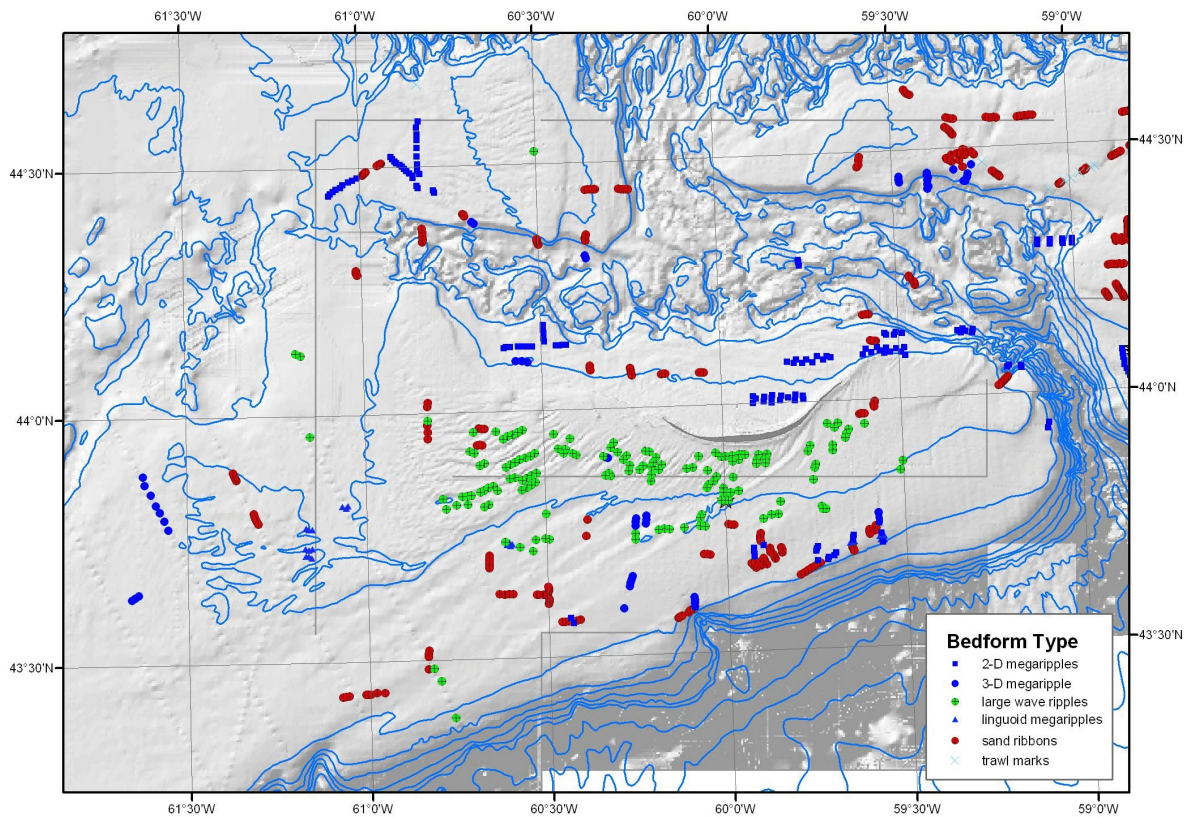 61°30'W 61°0'W 60°30'W 60°0'W 59°30'W 59°0'W
44°30'N 44°30'N
44°0'N 44°0'N
43°30'N 43°30'N
Bedform Type
2-D megaripples
3-D megaripple
large wave ripples
linguoid megaripples
sand ribbons
trawl marks
61°30'W 61°0'W 60°30'W 60°0'W 59°30'W 59°0'W